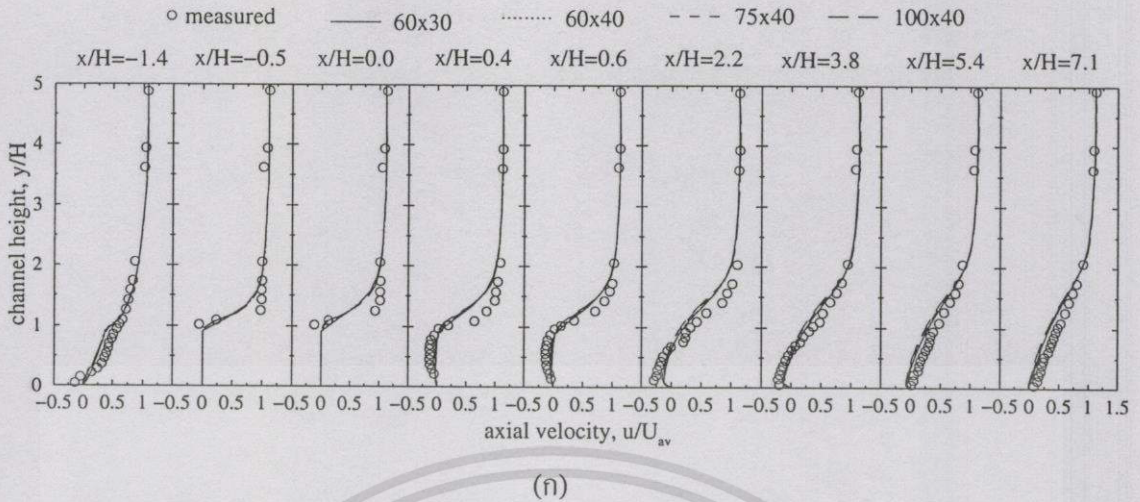 measured 60x30 60x40 75x40 100x40
x/H=−1.4 x/H=−0.5 x/H=0.0 x/H=0.4 x/H=0.6 x/H=2.2 x/H=3.8 x/H=5.4 x/H=7.1
5
4
3
2
1
0
channel height, y/H
−0.5 0 0.5 1 −0.5 0 0.5 1 −0.5 0 0.5 1 −0.5 0 0.5 1 −0.5 0 0.5 1 −0.5 0 0.5 1 −0.5 0 0.5 1 −0.5 0 0.5 1 −0.5 0 0.5 1 1.5
axial velocity, u/Uav
(ก)